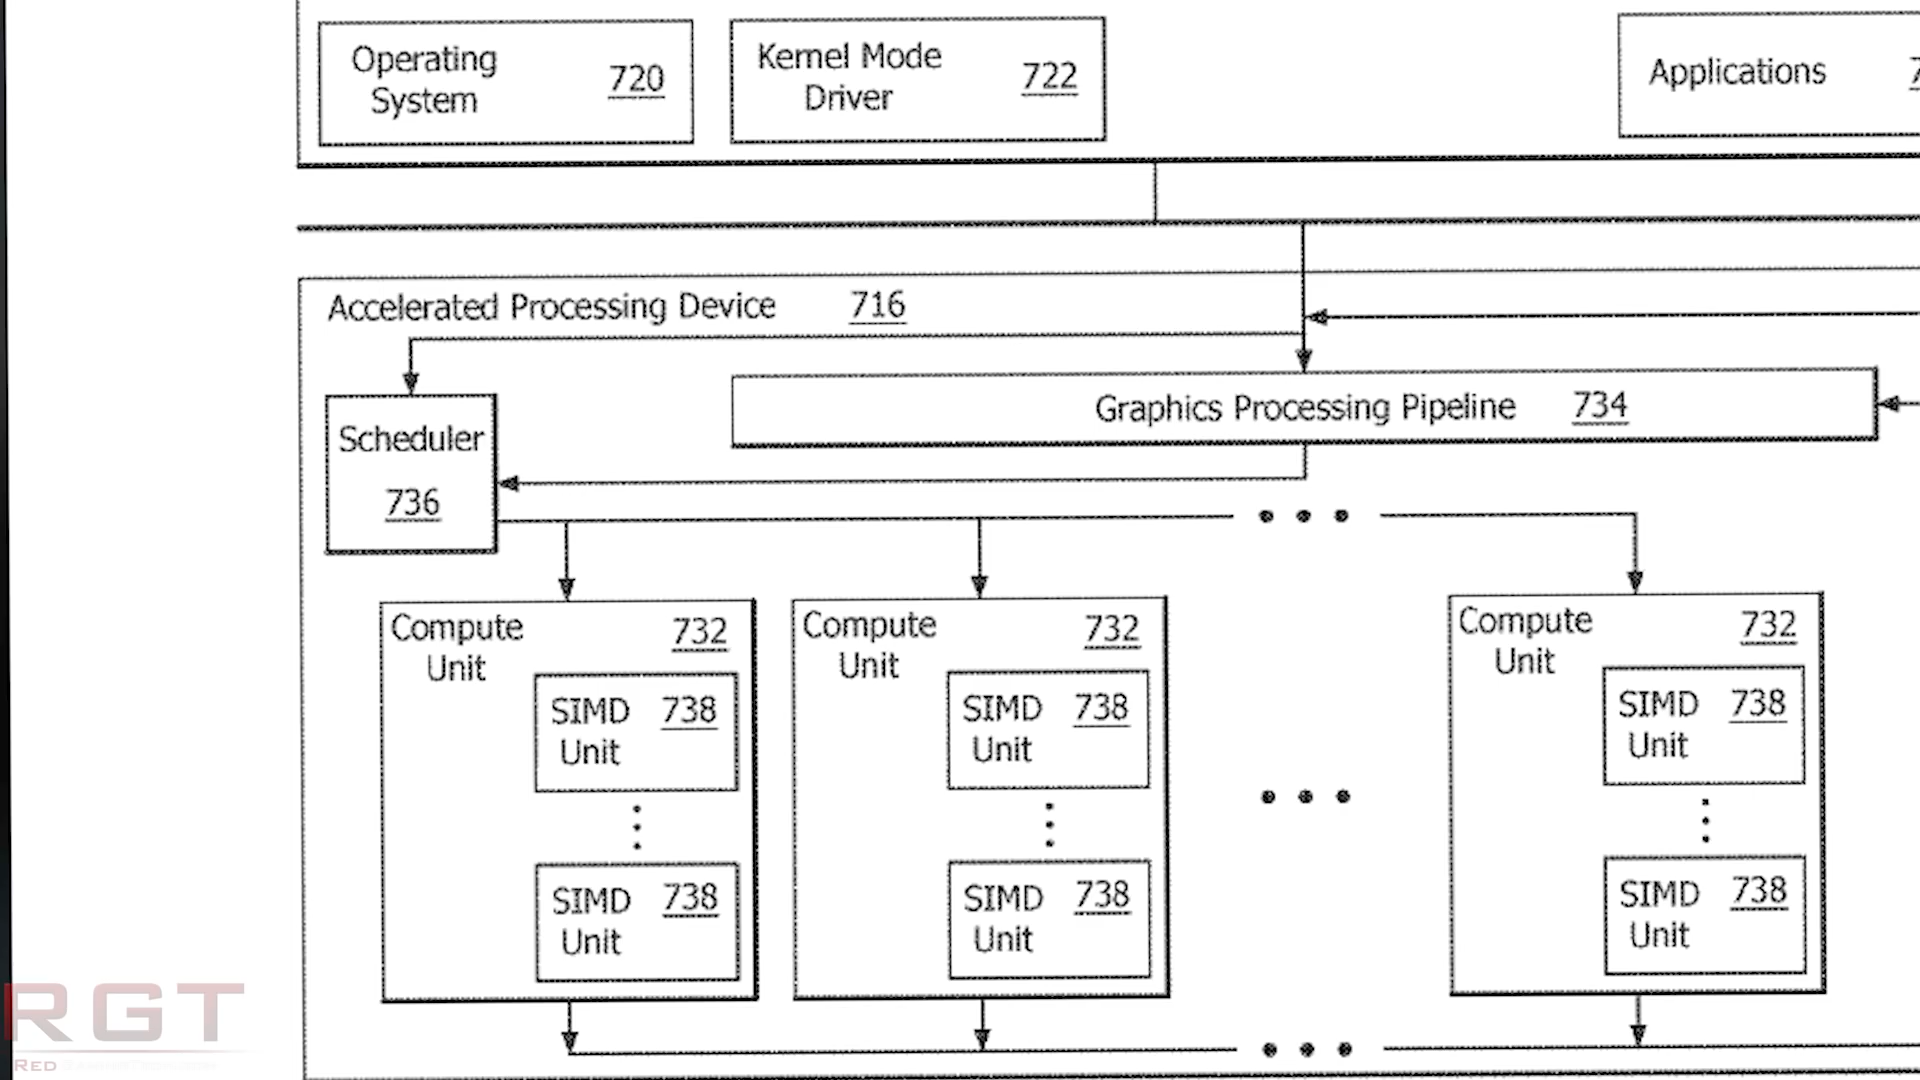 Operating System 720
Kernel Mode Driver 722
Applications
Accelerated Processing Device 716
Graphics Processing Pipeline 734
Scheduler
736
Compute Unit 732
SIMD Unit 738
SIMD Unit 738
Compute Unit 732
SIMD Unit 738
SIMD Unit 738
Compute Unit 732
SIMD Unit 738
SIMD Unit 738
RGT
RED